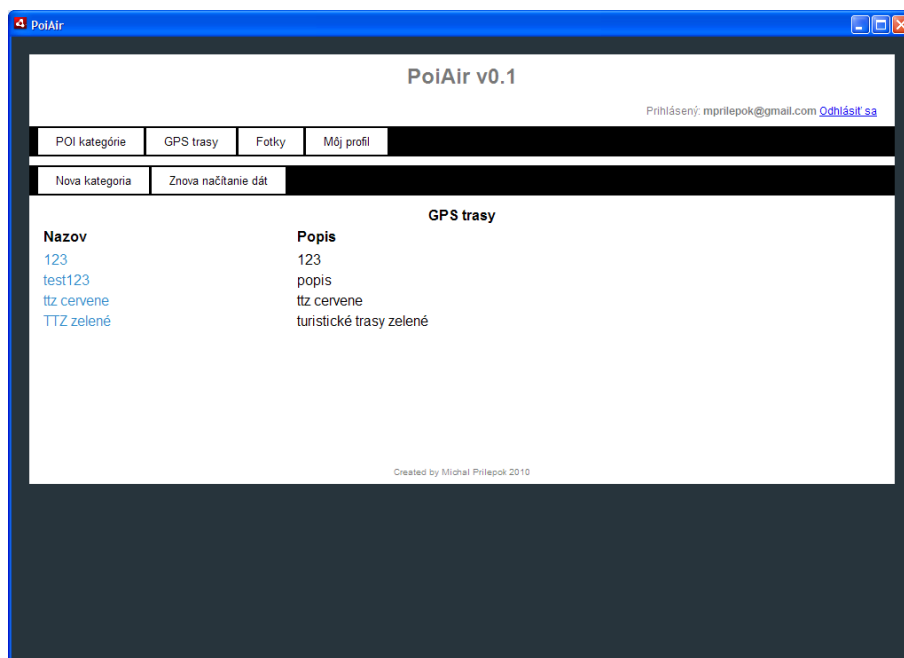 PoiAir
PoiAir v0.1
Prihlásený: mprilepok@gmail.com Odhlásiť sa
POI kategórie GPS trasy Fotky Môj profil
Nova kategoria Znova načítanie dát
GPS trasy
Nazov Popis
123 123
test123 popis
ttz cervene ttz cervene
TTZ zelené turistické trasy zelené
Created by Michal Prilepok 2010